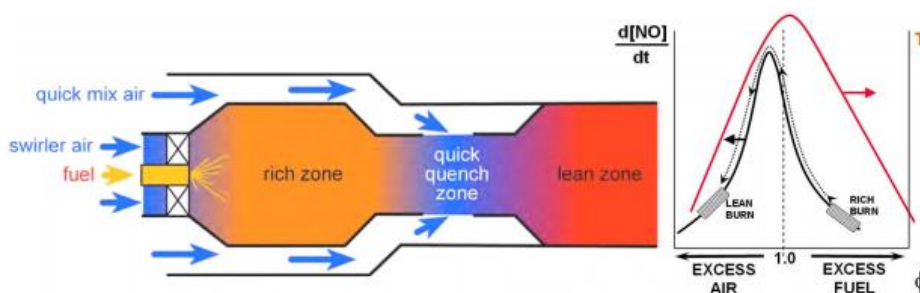 quick mix air
swirler air
fuel
rich zone
quick
quench
zone
lean zone
d[NO]
dt
T
LEAN
BURN
RICH
BURN
1.0
EXCESS
AIR
EXCESS
FUEL